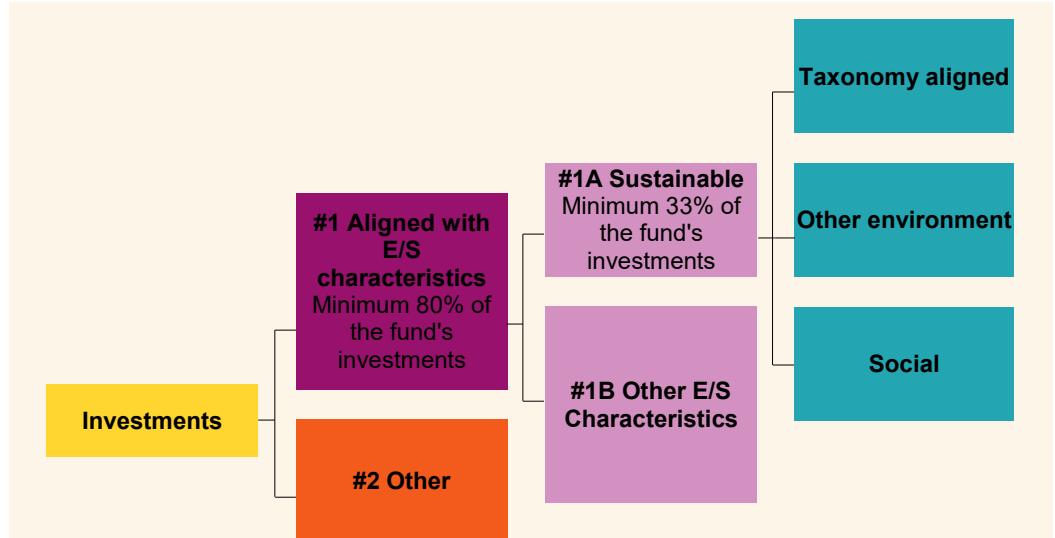 Investments
#1 Aligned with
E/S
characteristics
Minimum 80% of
the fund's
investments
#2 Other
#1A Sustainable
Minimum 33% of
the fund's
investments
#1B Other E/S
Characteristics
Taxonomy aligned
Other environment
Social